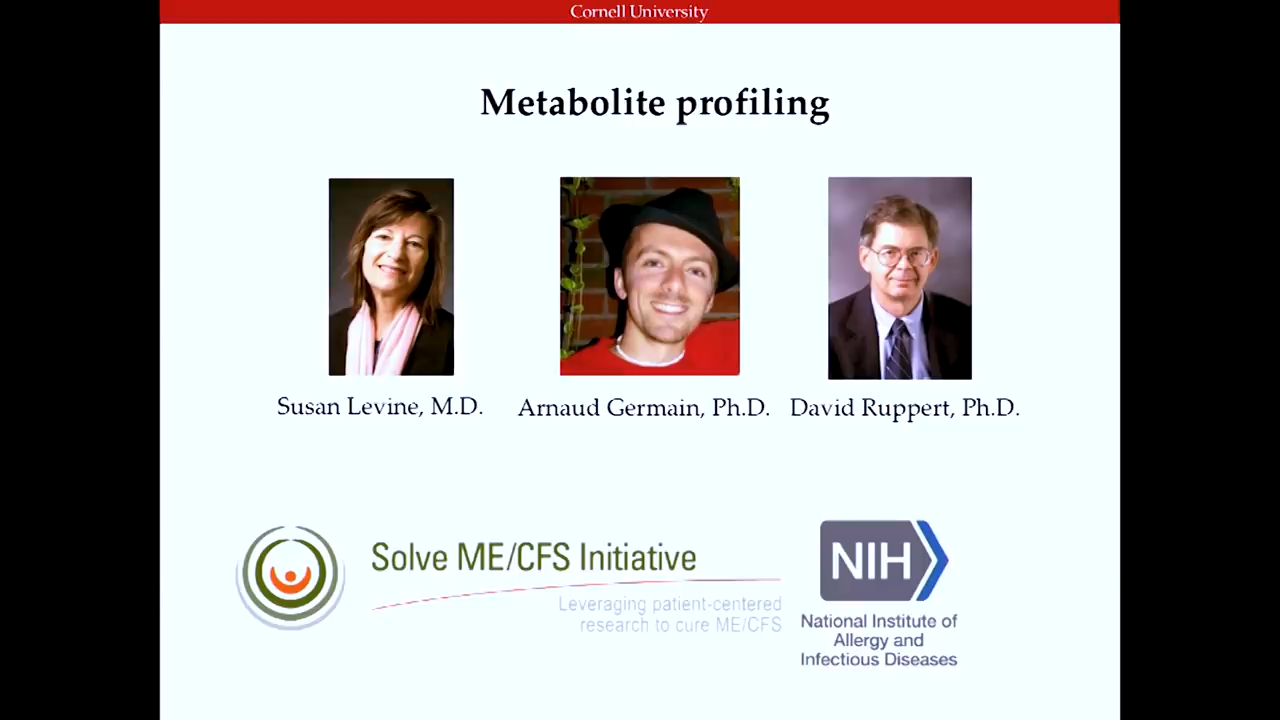 Cornell University
Metabolite profiling
Susan Levine, M.D.
Arnaud Germain, Ph.D.
David Ruppert, Ph.D.
Solve ME/CFS Initiative
Leveraging patient-centered
research to cure ME/CFS
NIH
National Institute of
Allergy and
Infectious Diseases